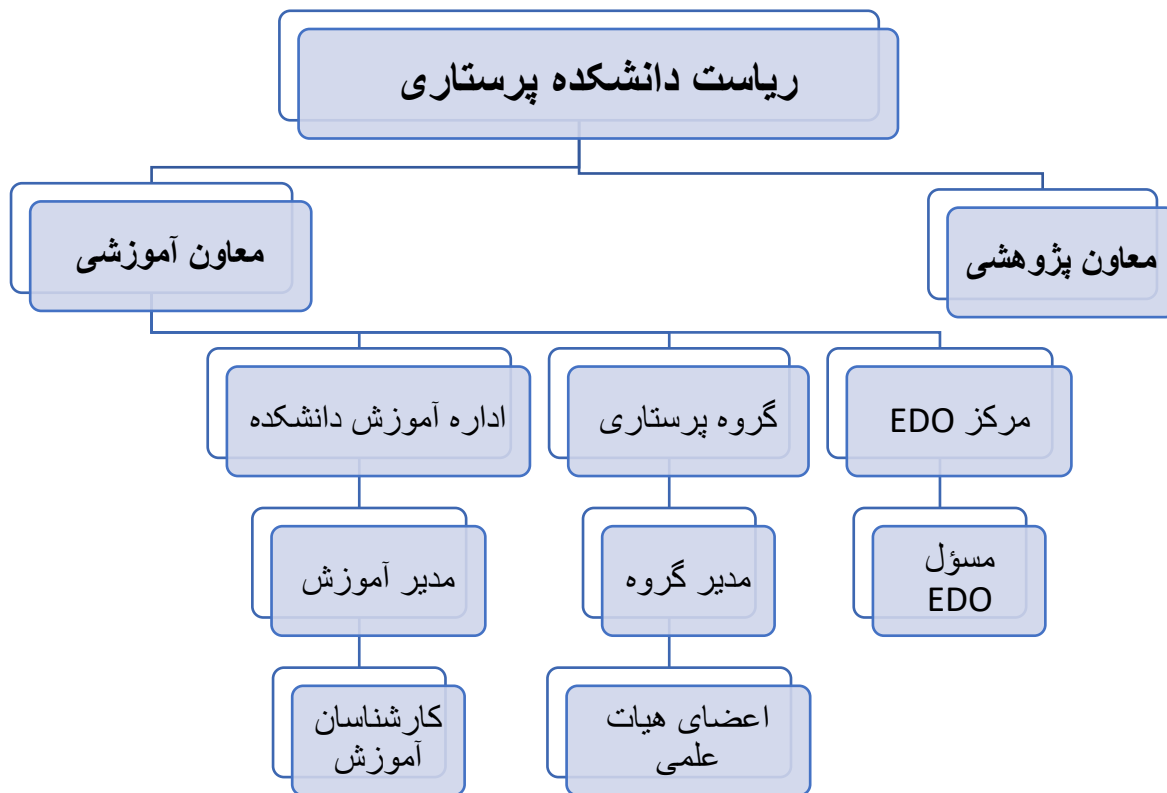 ریاست دانشکده پرستاری
معاون پژوهشی
معاون آموزشی
مرکز EDO
گروه پرستاری
اداره آموزش دانشکده
مسؤل
EDO
مدیر گروه
مدیر آموزش
اعضای هیات
علمی
کارشناسان
آموزش